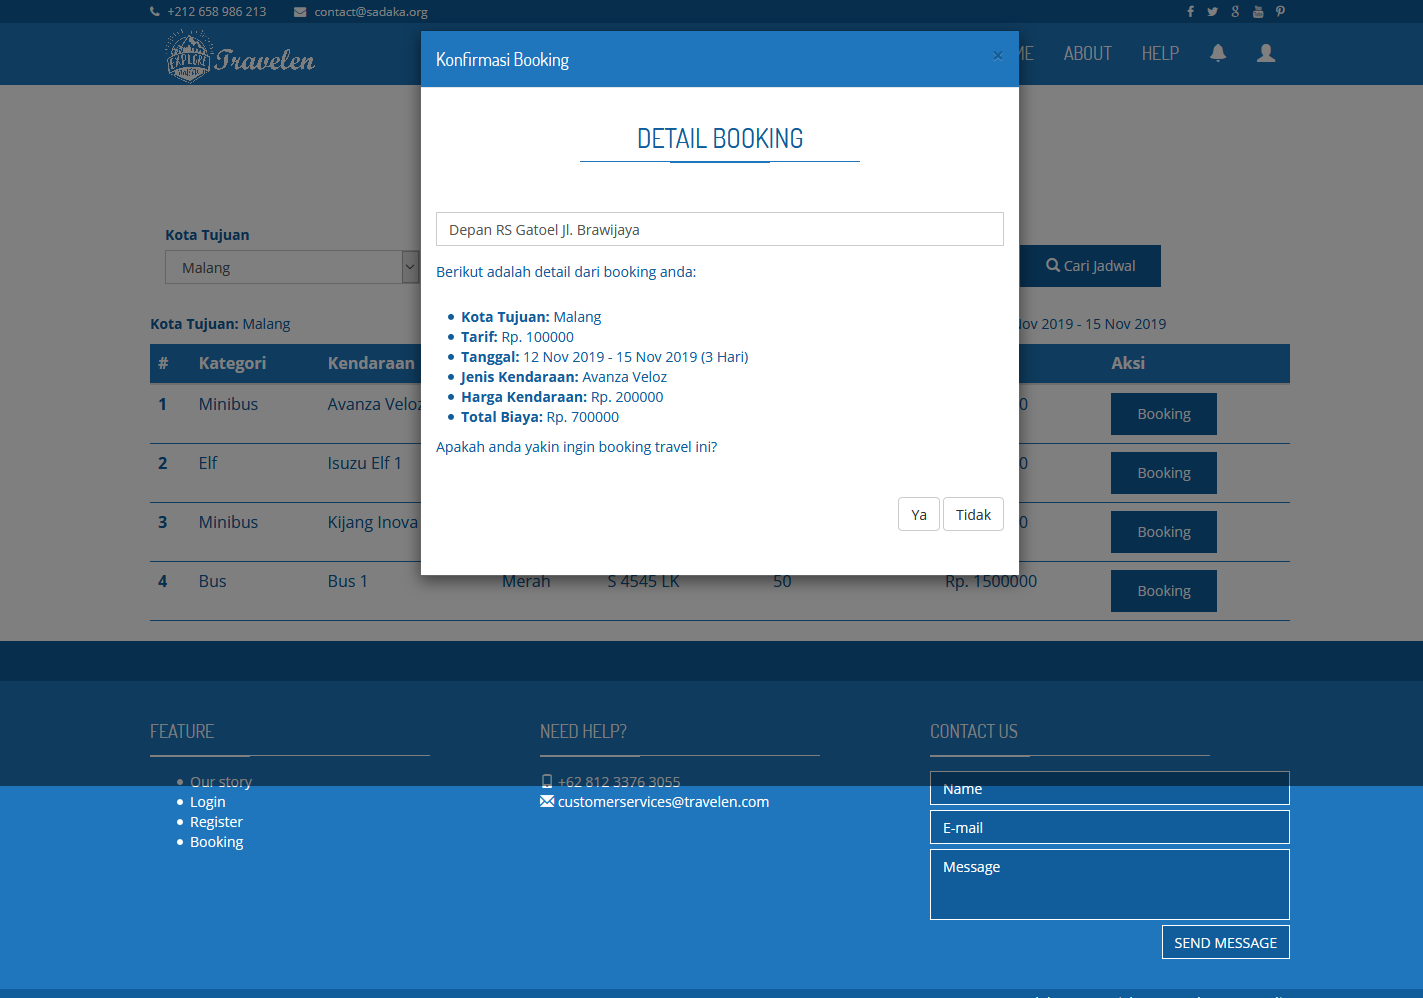 +212 658 986 213 contact@sadaka.org
EXPLORE Travelen
ABOUT HELP
Konfirmasi Booking ×
DETAIL BOOKING
Depan RS Gatoel Jl. Brawijaya
Berikut adalah detail dari booking anda:
• Kota Tujuan: Malang
• Tarif: Rp. 100000
• Tanggal: 12 Nov 2019 - 15 Nov 2019 (3 Hari)
• Jenis Kendaraan: Avanza Veloz
• Harga Kendaraan: Rp. 200000
• Total Biaya: Rp. 700000
Apakah anda yakin ingin booking travel ini?
Ya Tidak
Kota Tujuan
Malang Cari Jadwal
Kota Tujuan: Malang Nov 2019 - 15 Nov 2019
# Kategori Kendaraan Aksi
1 Minibus Avanza Veloz 0 Booking
2 Elf Isuzu Elf 1 0 Booking
3 Minibus Kijang Inova 0 Booking
4 Bus Bus 1 Merah S 4545 LK 50 Rp. 1500000 Booking
FEATURE
• Our story
• Login
• Register
• Booking
NEED HELP?
+62 812 3376 3055
customerservices@travelen.com
CONTACT US
Name
E-mail
Message
SEND MESSAGE